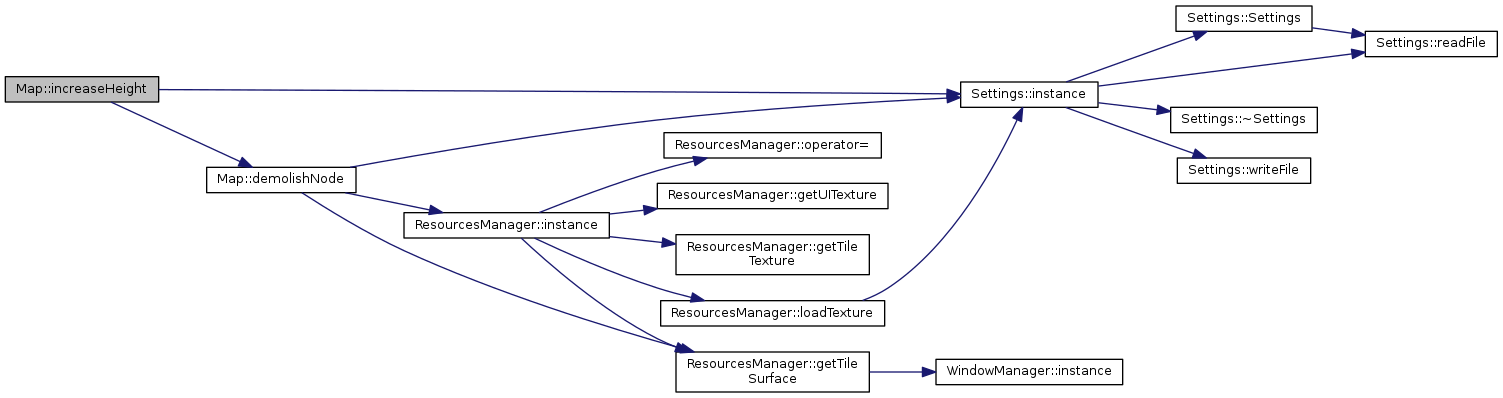 Map::increaseHeight
Map::demolishNode
ResourcesManager::instance
ResourcesManager::operator=
ResourcesManager::getUITexture
ResourcesManager::getTile
Texture
ResourcesManager::loadTexture
ResourcesManager::getTile
Surface
WindowManager::instance
Settings::instance
Settings::Settings
Settings::readFile
Settings::~Settings
Settings::writeFile